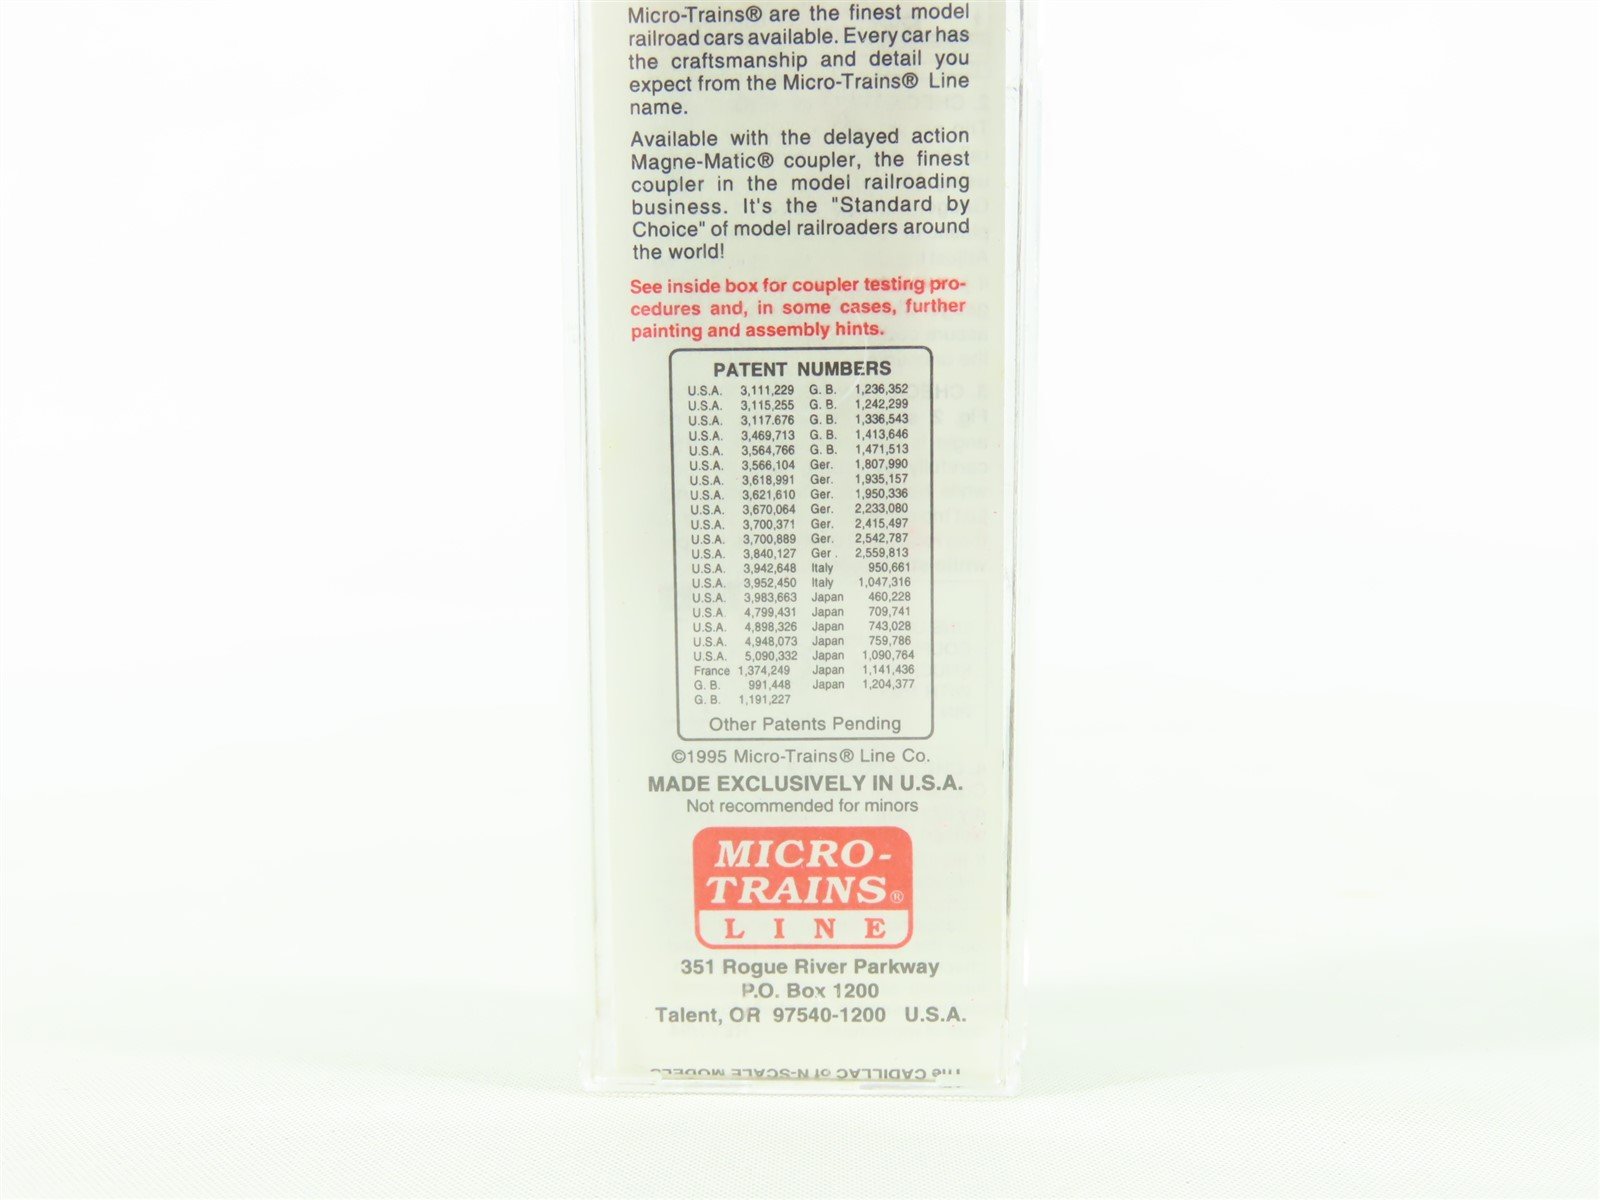 Micro-Trains® are the finest model
railroad cars available. Every car has
the craftsmanship and detail you
expect from the Micro-Trains® Line
name.
Available with the delayed action
Magne-Matic® coupler, the finest
coupler in the model railroading
business. It's the "Standard by
Choice" of model railroaders around
the world!
See inside box for coupler testing pro-
cedures and, in some cases, further
painting and assembly hints.
PATENT NUMBERS
U.S.A. 3,111,229 G. B. 1,236,352
U.S.A. 3,115,255 G. B. 1,242,299
U.S.A. 3,117.676 G. B. 1,336,543
U.S.A. 3,469,713 G. B. 1,413,646
U.S.A. 3,564,766 G. B. 1,471,513
U.S.A. 3,566,104 Ger. 1,807,990
U.S.A. 3,618,991 Ger. 1,935,157
U.S.A. 3,621,610 Ger. 1,950,336
U.S.A. 3,670,064 Ger. 2,233,080
U.S.A. 3,700,371 Ger. 2,415,497
U.S.A. 3,700,889 Ger. 2,542,787
U.S.A. 3,840,127 Ger . 2,559,813
U.S.A. 3,942,648 Italy 950,661
U.S.A. 3,952,450 Italy 1,047,316
U.S.A. 3,983,663 Japan 460,228
U.S.A. 4,799,431 Japan 709,741
U.S.A. 4,898,326 Japan 743,028
U.S.A. 4,948,073 Japan 759,786
U.S.A. 5,090,332 Japan 1,090,764
France 1,374,249 Japan 1,141,436
G. B. 991,448 Japan 1,204,377
G. B. 1,191,227
Other Patents Pending
©1995 Micro-Trains® Line Co.
MADE EXCLUSIVELY IN U.S.A.
Not recommended for minors
MICRO-
TRAINS®
LINE
351 Rogue River Parkway
P.O. Box 1200
Talent, OR 97540-1200 U.S.A.
The CADILLAC of N-SCALE MODELS